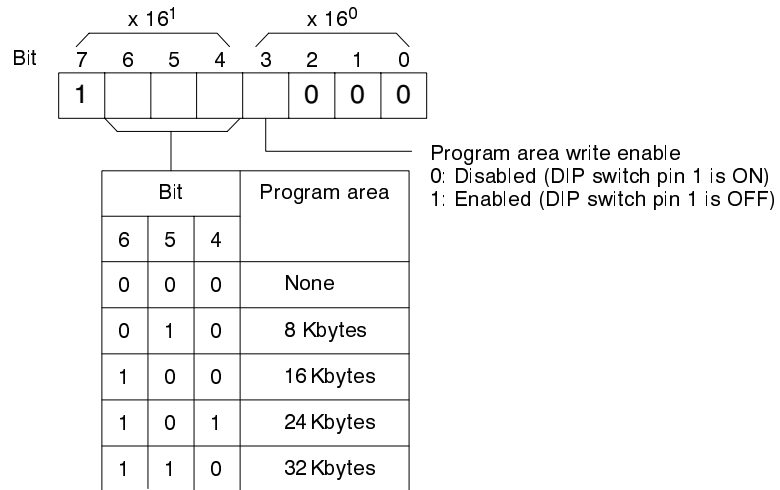 x 16¹ x 16⁰
Bit 7 6 5 4 3 2 1 0
1 0 0 0
Program area write enable
0: Disabled (DIP switch pin 1 is ON)
1: Enabled (DIP switch pin 1 is OFF)
Bit Program area
6 5 4
0 0 0 None
0 1 0 8 Kbytes
1 0 0 16 Kbytes
1 0 1 24 Kbytes
1 1 0 32 Kbytes